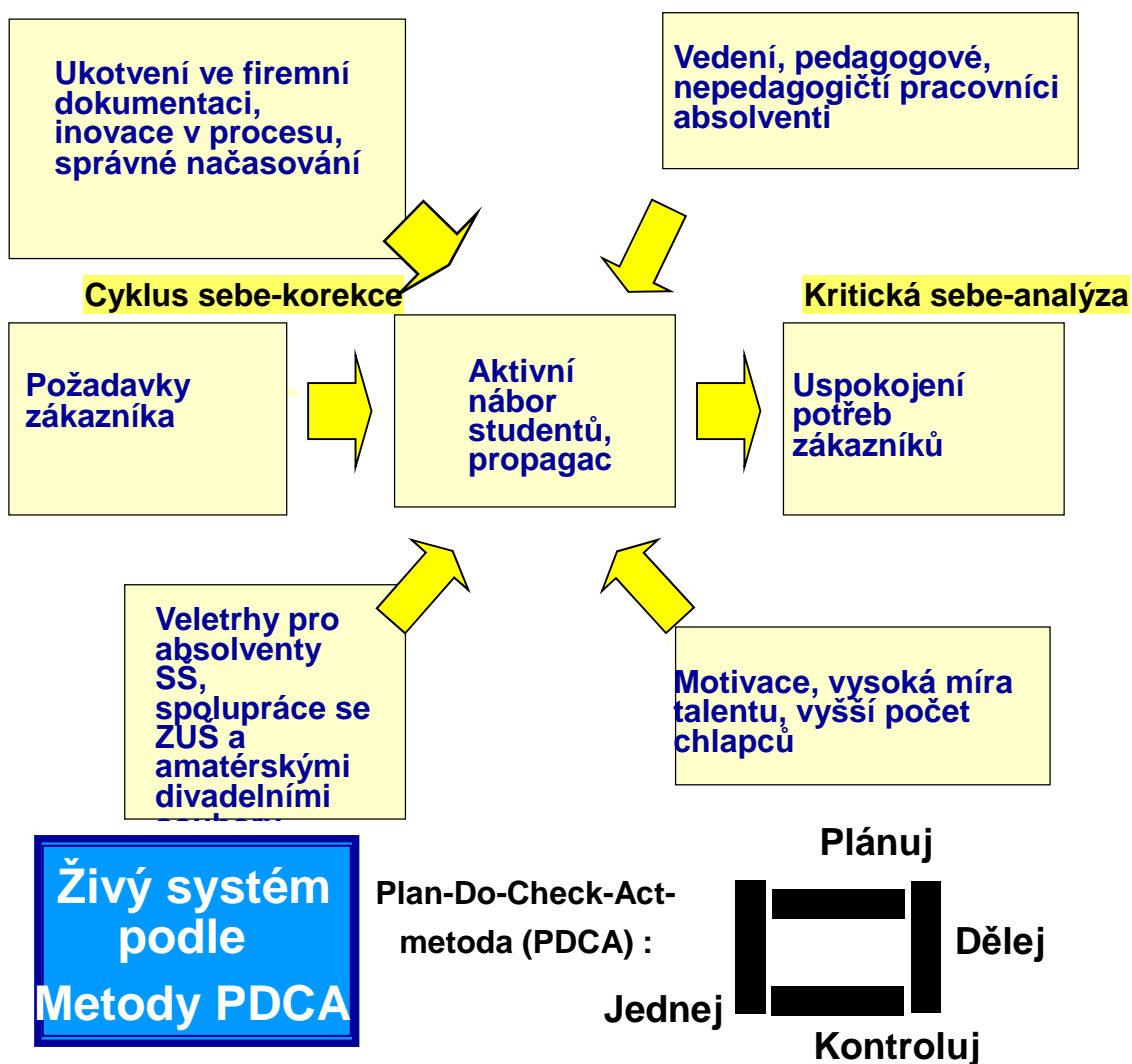 Ukotvení ve firemní
dokumentaci,
inovace v procesu,
správné načasování
Vedení, pedagogové,
nepedagogičtí pracovníci
absolventi
Cyklus sebe-korekce
Kritická sebe-analýza
Požadavky
zákazníka
Aktivní
nábor
studentů,
propagac
Uspokojení
potřeb
zákazníků
Veletrhy pro
absolventy
SŠ,
spolupráce se
ZUŠ a
amatérskými
divadelními
Motivace, vysoká míra
talentu, vyšší počet
chlapců
Živý systém
podle
Metody PDCA
Plan-Do-Check-Act-
metoda (PDCA) :
Plánuj
Dělej
Jednej
Kontroluj